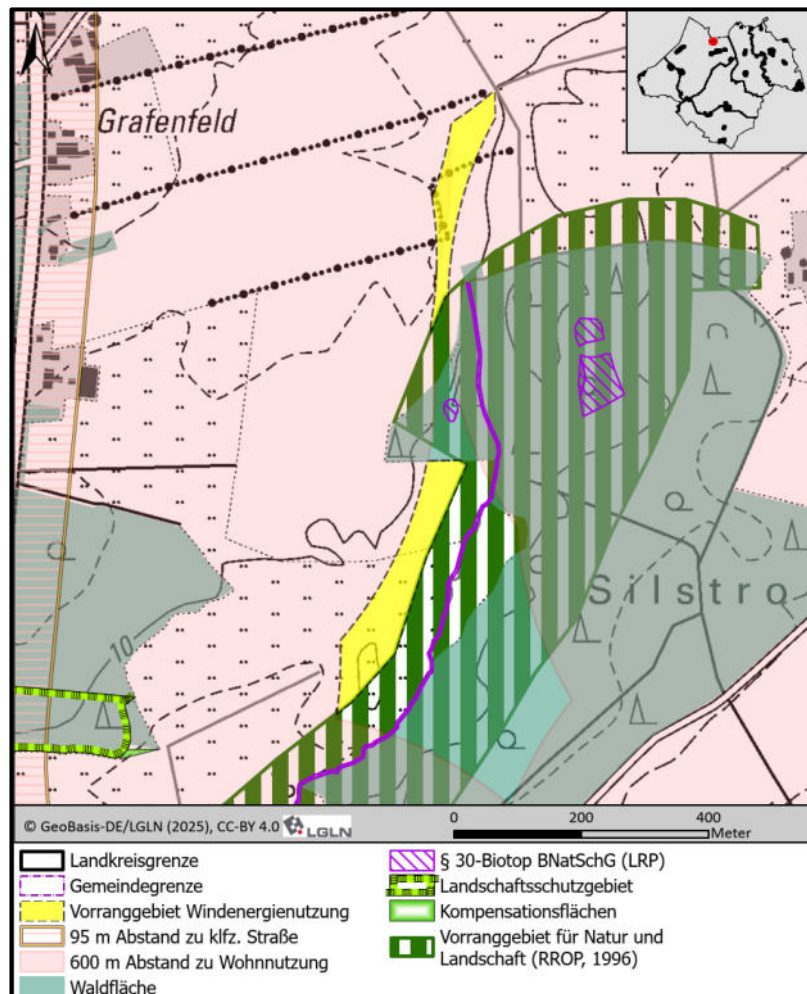 Grafenfeld
Silstro
10
© GeoBasis-DE/LGLN (2025), CC-BY 4.0 LGLN
0 200 400
Meter
Landkreisgrenze
Gemeindegrenze
Vorranggebiet Windenergienutzung
95 m Abstand zu klfz. Straße
600 m Abstand zu Wohnnutzung
Waldfläche
§ 30-Biotop BNatSchG (LRP)
Landschaftsschutzgebiet
Kompensationsflächen
Vorranggebiet für Natur und
Landschaft (RROP, 1996)